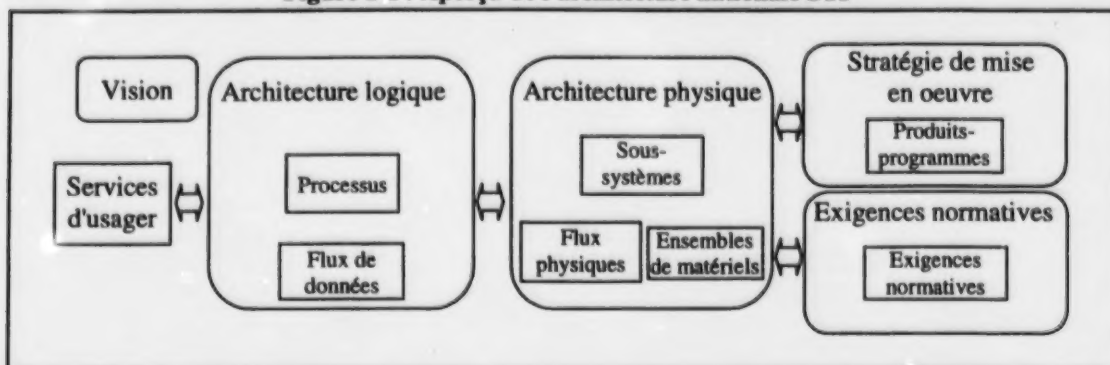 Vision
Services
d'usager
Architecture logique
Processus
Flux de
données
Architecture physique
Sous-
systèmes
Flux
physiques
Ensembles
de matériels
Stratégie de mise
en oeuvre
Produits-
programmes
Exigences normatives
Exigences
normatives